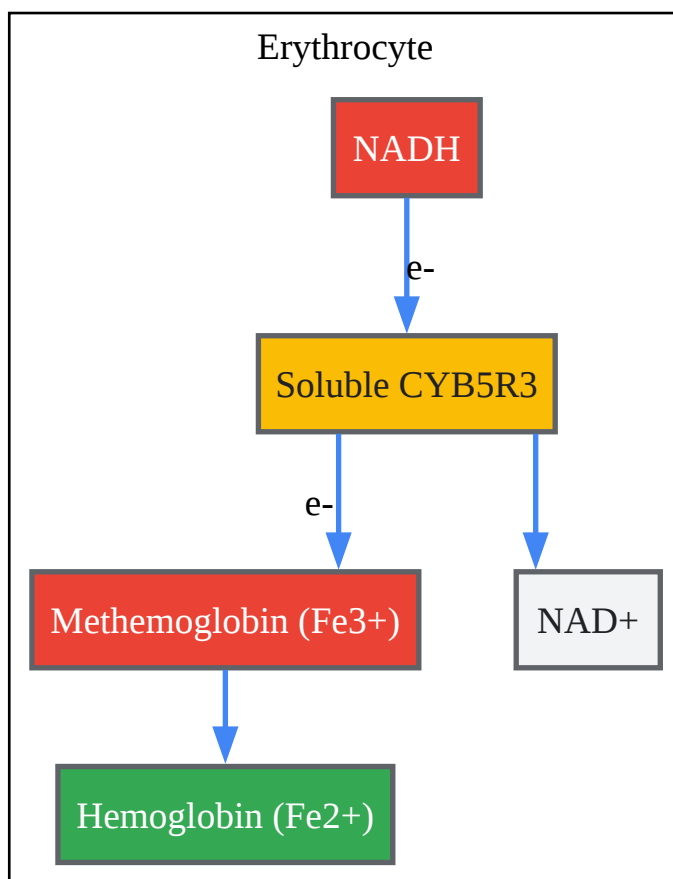 Erythrocyte
NADH
e-
Soluble CYB5R3
e-
Methemoglobin (Fe3+)
NAD+
Hemoglobin (Fe2+)